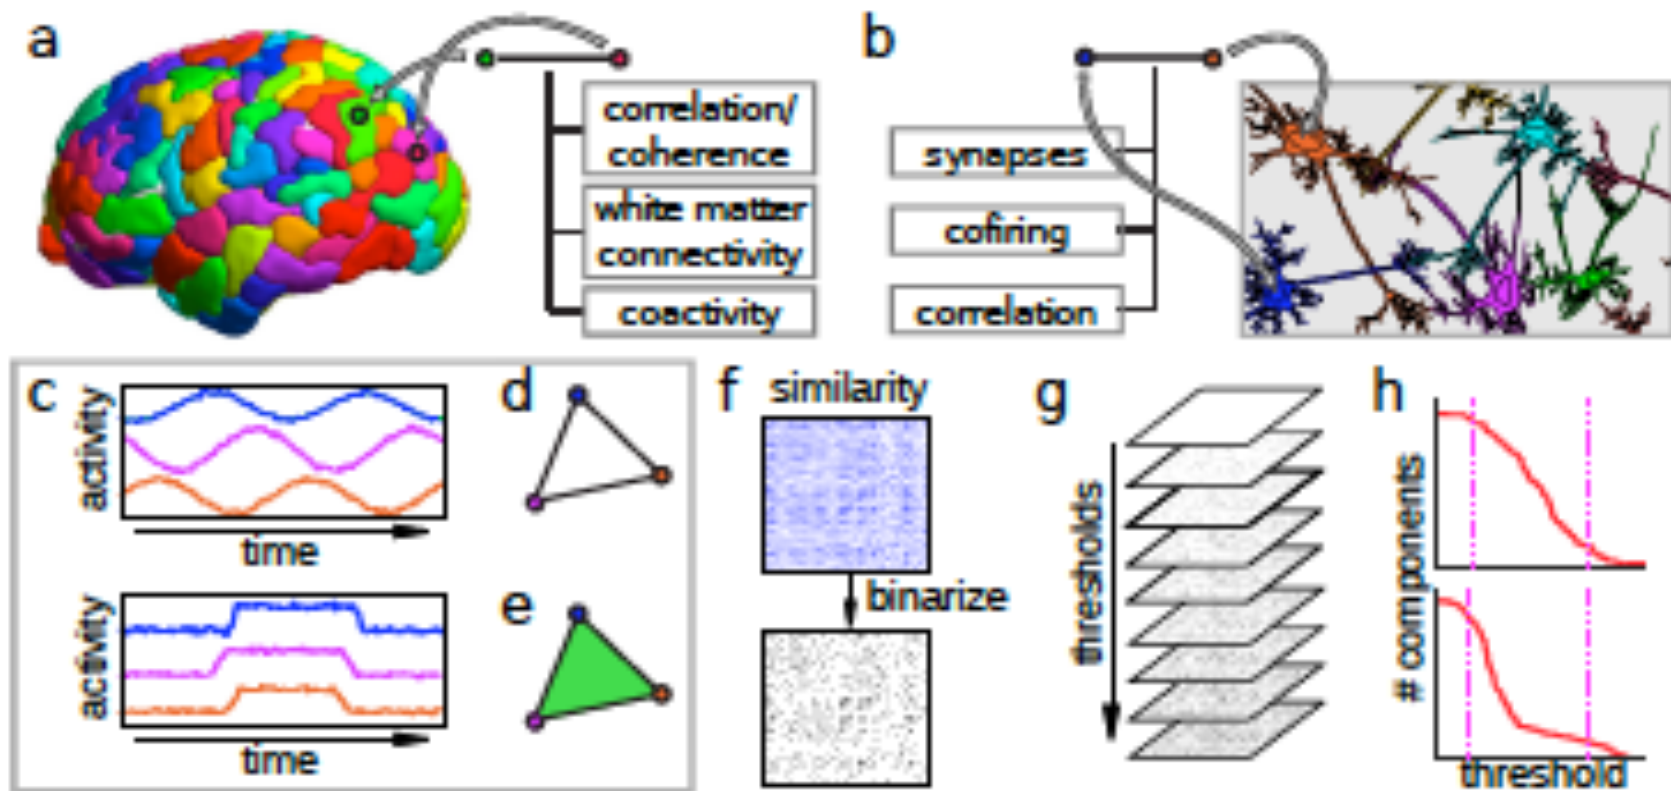 a
correlation/
coherence
white matter
connectivity
coactivity
b
synapses
cofiring
correlation
c
activity
time
activity
time
d
e
f
similarity
binarize
g
thresholds
h
# components
threshold